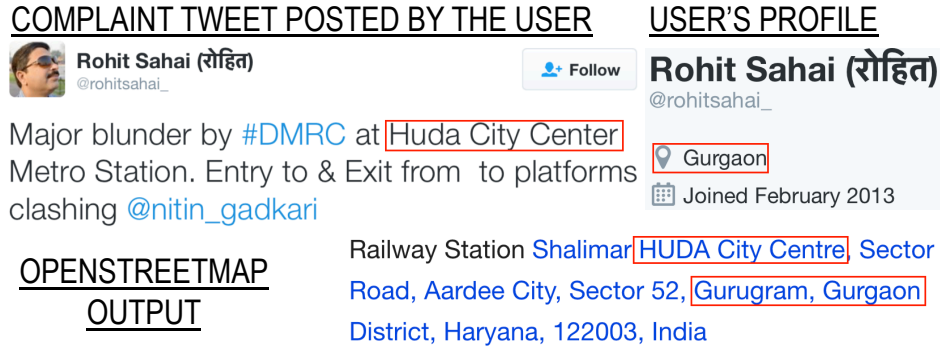 COMPLAINT TWEET POSTED BY THE USER
Rohit Sahai (रोहित)
@rohitsahai_
Follow
Major blunder by #DMRC at Huda City Center
Metro Station. Entry to & Exit from to platforms
clashing @nitin_gadkari
USER'S PROFILE
Rohit Sahai (रोहित)
@rohitsahai_
Gurgaon
Joined February 2013
OPENSTREETMAP
OUTPUT
Railway Station Shalimar HUDA City Centre, Sector
Road, Aardee City, Sector 52, Gurugram, Gurgaon
District, Haryana, 122003, India